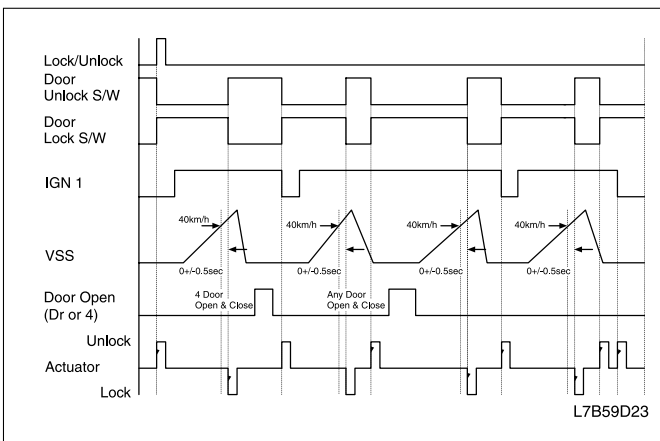 Lock/Unlock
Door
Unlock S/W
Door
Lock S/W
IGN 1
40km/h
40km/h
40km/h
40km/h
VSS
0+/-0.5sec
0+/-0.5sec
0+/-0.5sec
0+/-0.5sec
Door Open
(Dr or 4)
4 Door
Open & Close
Any Door
Open & Close
Unlock
Actuator
Lock
L7B59D23